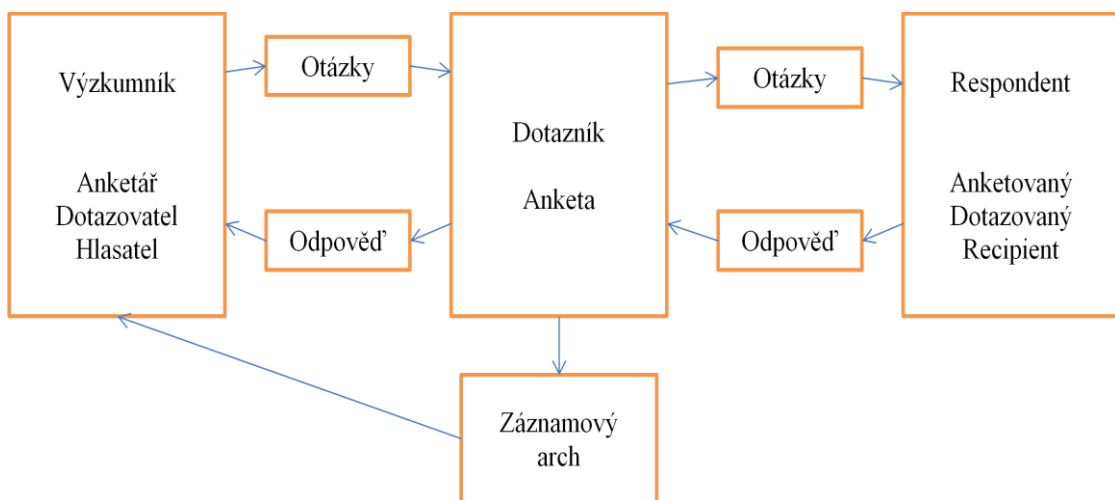 Výzkumník
Anketář
Dotazovatel
Hlasatel
Otázky
Odpověď
Dotazník
Anketa
Otázky
Odpověď
Respondent
Anketovaný
Dotazovaný
Recipient
Záznamový
arch